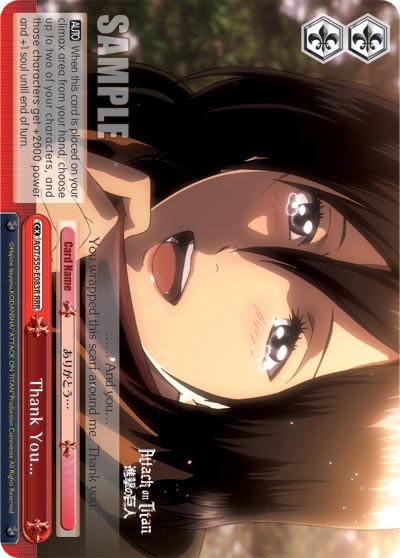 SAMPLE
AUTO When this card is placed on your
climax area from your hand, choose
up to two of your characters, and
those characters get +2000 power
and +1 soul until end of turn.
......And you...
You wrapped this scarf around me. Thank you...
Attack on Titan
進撃の巨人
Card Name
ありがとう…
CX
AOT/S50-E083R RRR
Thank You...
©Hajime Isayama,KODANSHA/"ATTACK ON TITAN"Production Committee. All Rights Reserved